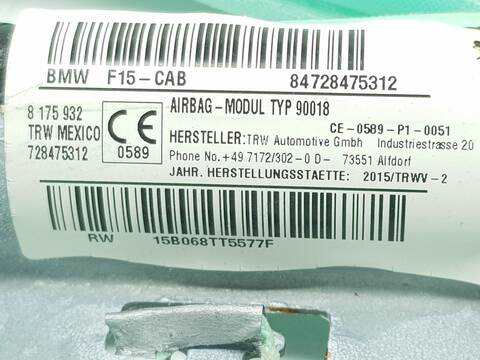 BMW F15-CAB 84728475312
8 175 932
TRW MEXICO
728475312
CE
0589
AIRBAG-MODUL TYP 90018
CE-0589-P1-0051
HERSTELLER: TRW Automotive Gmbh Industriestrasse 20
Phone No.+49 7172/302-0 D- 73551 Alfdorf
JAHR. HERSTELLUNGSSTAETTE: 2015/TRWV-2
RW 15B068TT5577F